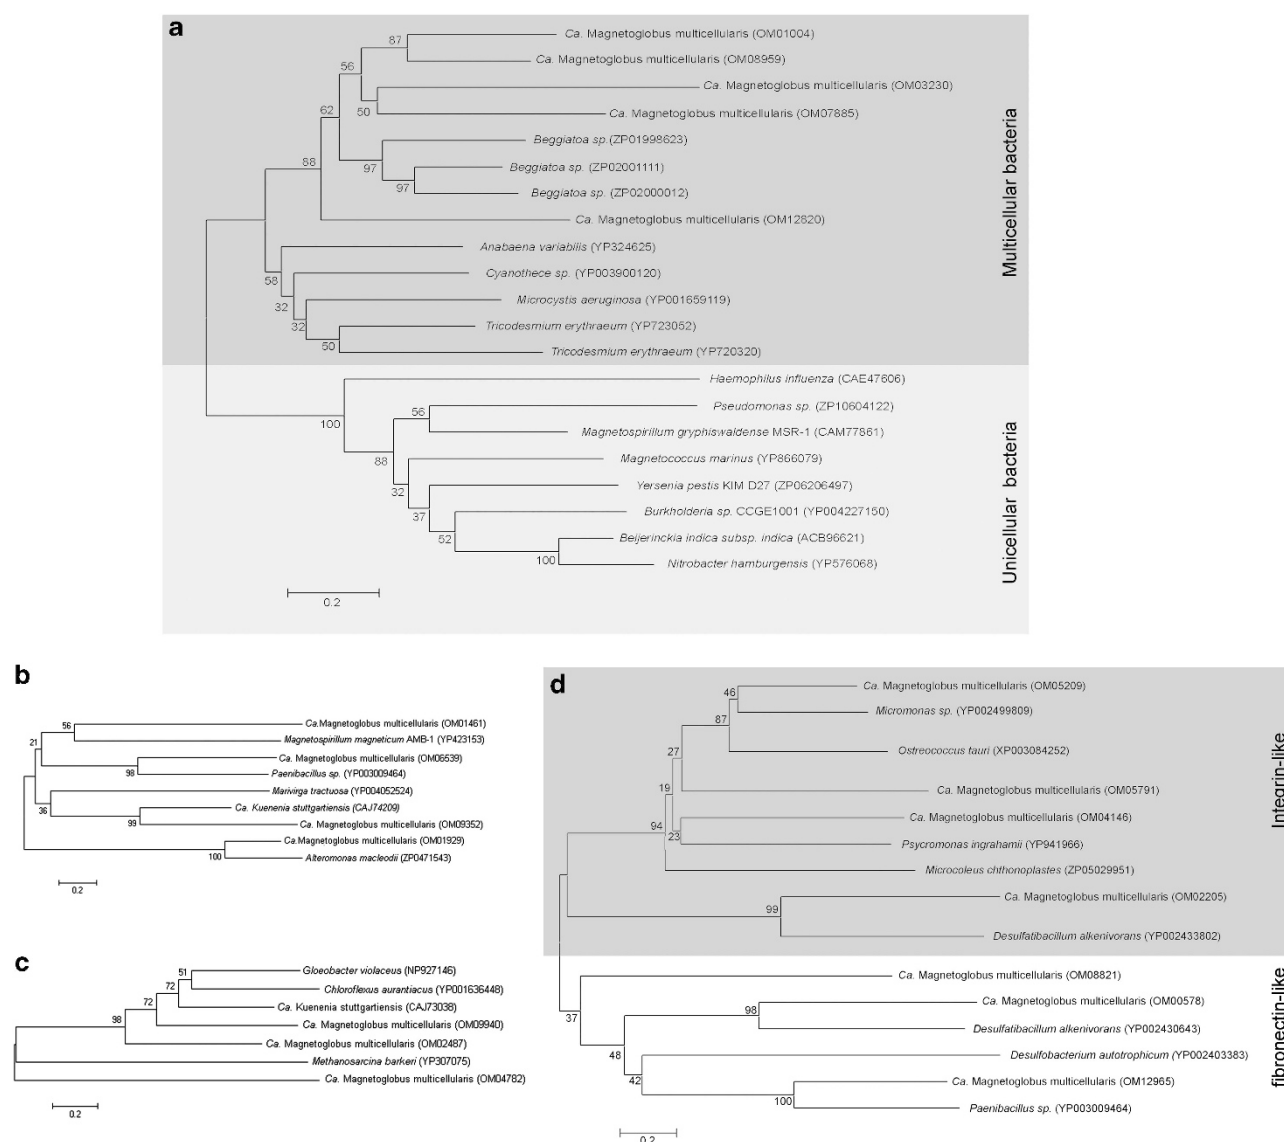 a
87
Ca. Magnetoglobus multicellularis (OM01004)
Ca. Magnetoglobus multicellularis (OM08959)
56
Ca. Magnetoglobus multicellularis (OM03230)
50
Ca. Magnetoglobus multicellularis (OM07885)
62
Beggiatoa sp.(ZP01998623)
97
Beggiatoa sp. (ZP02001111)
97
Beggiatoa sp. (ZP02000012)
88
Ca. Magnetoglobus multicellularis (OM12820)
Anabaena variabilis (YP324625)
58
Cyanothece sp. (YP003900120)
32
Microcystis aeruginosa (YP001659119)
32
Tricodesmium erythraeum (YP723052)
50
Tricodesmium erythraeum (YP720320)
Multicellular bacteria
Haemophilus influenza (CAE47606)
100
56
Pseudomonas sp. (ZP10604122)
Magnetospirillum gryphiswaldense MSR-1 (CAM77861)
88
Magnetococcus marinus (YP866079)
32
Yersenia pestis KIM D27 (ZP06206497)
37
Burkholderia sp. CCGE1001 (YP004227150)
52
Beijerinckia indica subsp. indica (ACB96621)
100
Nitrobacter hamburgensis (YP576068)
Unicellular bacteria
0.2
b
56
Ca.Magnetoglobus multicellularis (OM01461)
21
Magnetospirillum magneticum AMB-1 (YP423153)
Ca. Magnetoglobus multicellularis (OM06539)
98
Paenibacillus sp. (YP003009464)
Marivirga tractuosa (YP004052524)
36
Ca. Kuenenia stuttgartiensis (CAJ74209)
99
Ca. Magnetoglobus multicellularis (OM09352)
Ca.Magnetoglobus multicellularis (OM01929)
100
Alteromonas macleodii (ZP0471543)
0.2
c
51
Gloeobacter violaceus (NP927146)
72
Chloroflexus aurantiacus (YP001636448)
72
Ca. Kuenenia stuttgartiensis (CAJ73038)
98
Ca. Magnetoglobus multicellularis (OM09940)
Ca. Magnetoglobus multicellularis (OM02487)
Methanosarcina barkeri (YP307075)
Ca. Magnetoglobus multicellularis (OM04782)
0.2
d
46
Ca. Magnetoglobus multicellularis (OM05209)
Micromonas sp. (YP002499809)
87
Ostreococcus tauri (XP003084252)
27
Ca. Magnetoglobus multicellularis (OM05791)
19
Ca. Magnetoglobus multicellularis (OM04146)
94
23
Psycromonas ingrahamii (YP941966)
Microcoleus chthonoplastes (ZP05029951)
Ca. Magnetoglobus multicellularis (OM02205)
99
Desulfatibacillum alkenivorans (YP002433802)
Integrin-like
Ca. Magnetoglobus multicellularis (OM08821)
37
Ca. Magnetoglobus multicellularis (OM00578)
98
Desulfatibacillum alkenivorans (YP002430643)
48
Desulfobacterium autotrophicum (YP002403383)
42
Ca. Magnetoglobus multicellularis (OM12965)
100
Paenibacillus sp. (YP003009464)
fibronectin-like
0.2